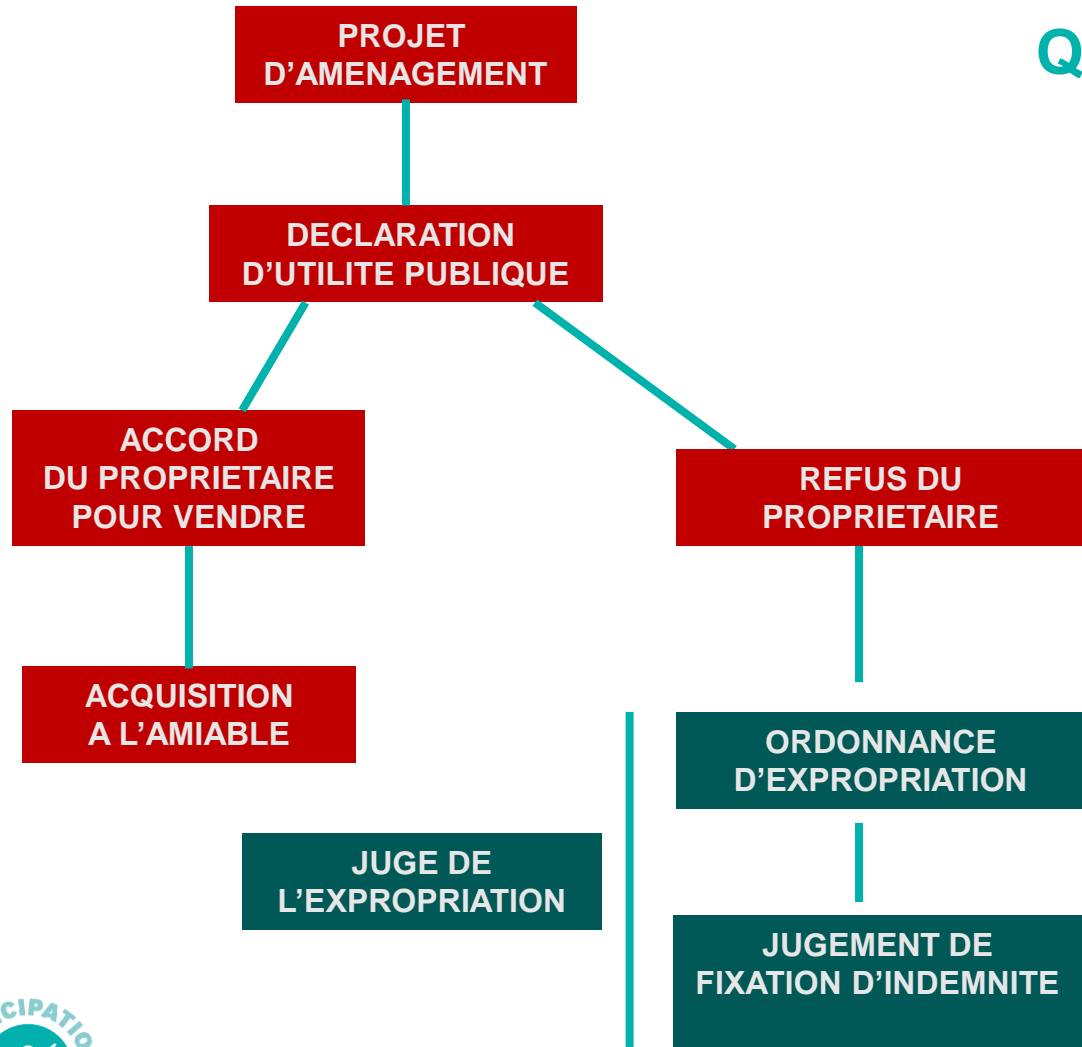 PROJET
D’AMENAGEMENT
Q
DECLARATION
D’UTILITE PUBLIQUE
ACCORD
DU PROPRIETAIRE
POUR VENDRE
REFUS DU
PROPRIETAIRE
ACQUISITION
A L’AMIABLE
ORDONNANCE
D’EXPROPRIATION
JUGE DE
L’EXPROPRIATION
JUGEMENT DE
FIXATION D’INDEMNITE